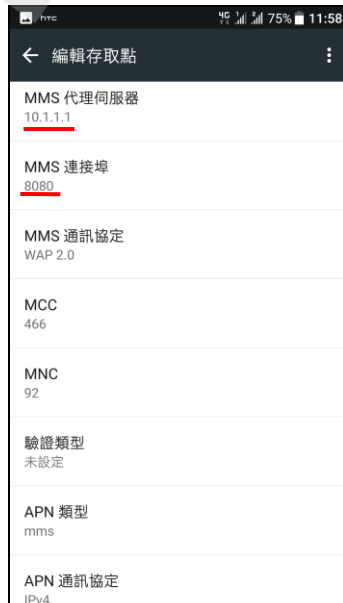 hTC 4G 75% 11:58
← 編輯存取點
MMS 代理伺服器
10.1.1.1
MMS 連接埠
8080
MMS 通訊協定
WAP 2.0
MCC
466
MNC
92
驗證類型
未設定
APN 類型
mms
APN 通訊協定
IPv4